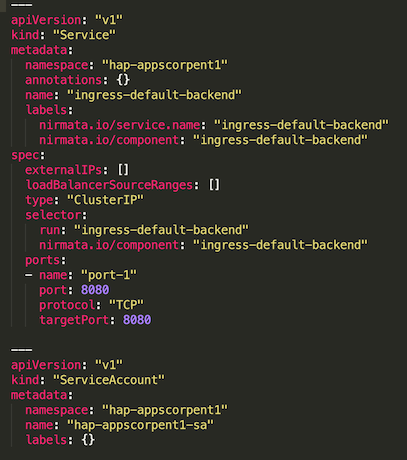 ---
apiVersion: "v1"
kind: "Service"
metadata:
  namespace: "hap-appscorpent1"
  annotations: {}
  name: "ingress-default-backend"
  labels:
    nirmata.io/service.name: "ingress-default-backend"
    nirmata.io/component: "ingress-default-backend"
spec:
  externalIPs: []
  loadBalancerSourceRanges: []
  type: "ClusterIP"
  selector:
    run: "ingress-default-backend"
    nirmata.io/component: "ingress-default-backend"
  ports:
  - name: "port-1"
    port: 8080
    protocol: "TCP"
    targetPort: 8080

---
apiVersion: "v1"
kind: "ServiceAccount"
metadata:
  namespace: "hap-appscorpent1"
  name: "hap-appscorpent1-sa"
  labels: {}